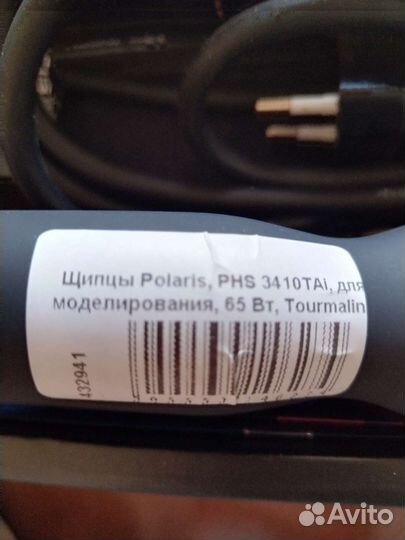 Щипцы Polaris, PHS 3410TAi, для
моделирования, 65 Вт, Tourmalin
432941
Avito